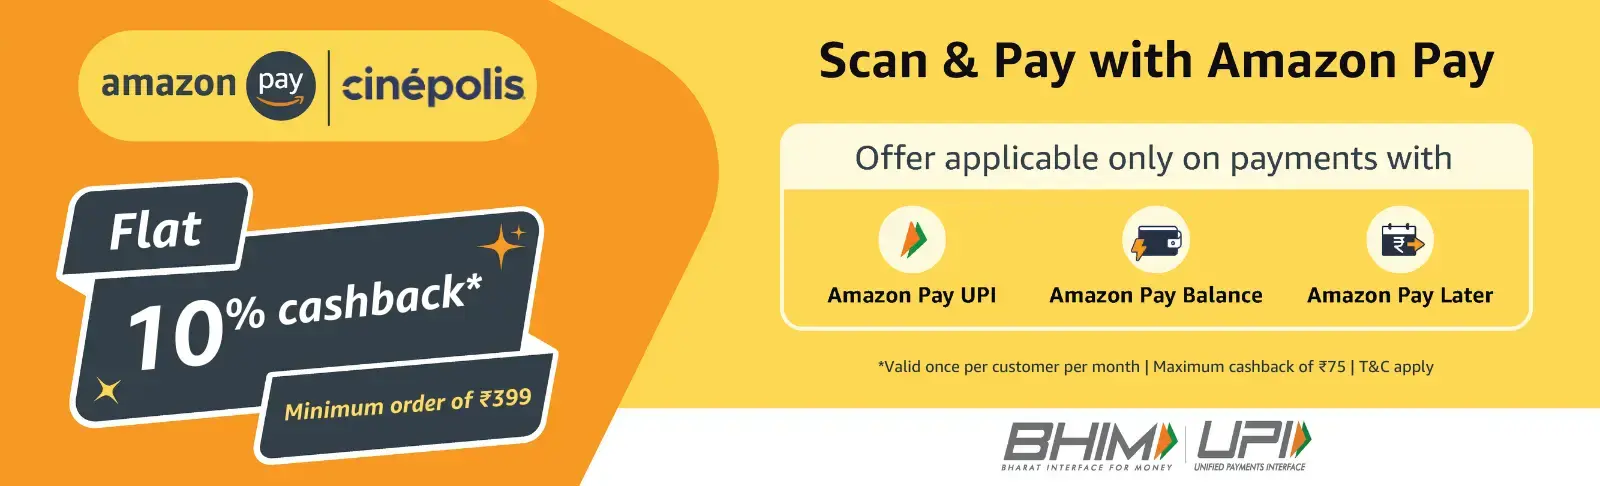 amazon pay | cinépolis
Flat
10% cashback*
Minimum order of ₹399
Scan & Pay with Amazon Pay
Offer applicable only on payments with
₹
Amazon Pay UPI
Amazon Pay Balance
Amazon Pay Later
*Valid once per customer per month | Maximum cashback of ₹75 | T&C apply
BHIM
BHARAT INTERFACE FOR MONEY
UPI
UNIFIED PAYMENTS INTERFACE